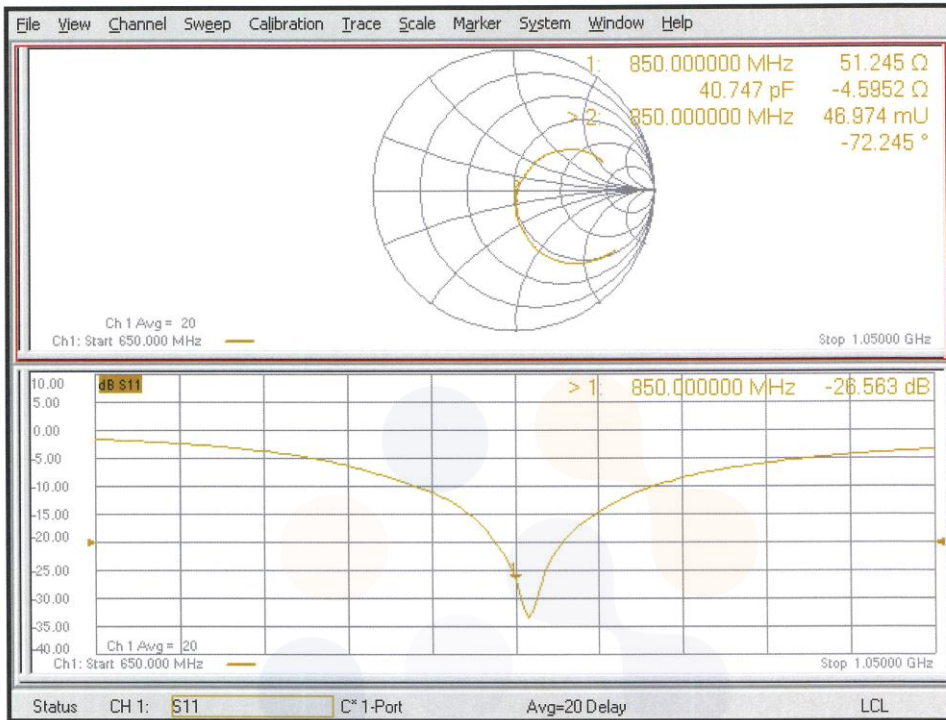 File View Channel Sweep Calibration Trace Scale Marker System Window Help
1: 850.000000 MHz 51.245 Ω
40.747 pF -4.5952 Ω
> 2: 850.000000 MHz 46.974 mU
-72.245 °
Ch 1 Avg = 20
Ch1: Start 650.000 MHz Stop 1.05000 GHz
10.00 dB S11 > 1: 850.000000 MHz -26.563 dB
5.00
0.00
-5.00
-10.00
-15.00
-20.00
-25.00 1
-30.00
-35.00
-40.00 Ch 1 Avg = 20
Ch1: Start 650.000 MHz Stop 1.05000 GHz
Status CH 1: S11 C* 1-Port Avg=20 Delay LCL